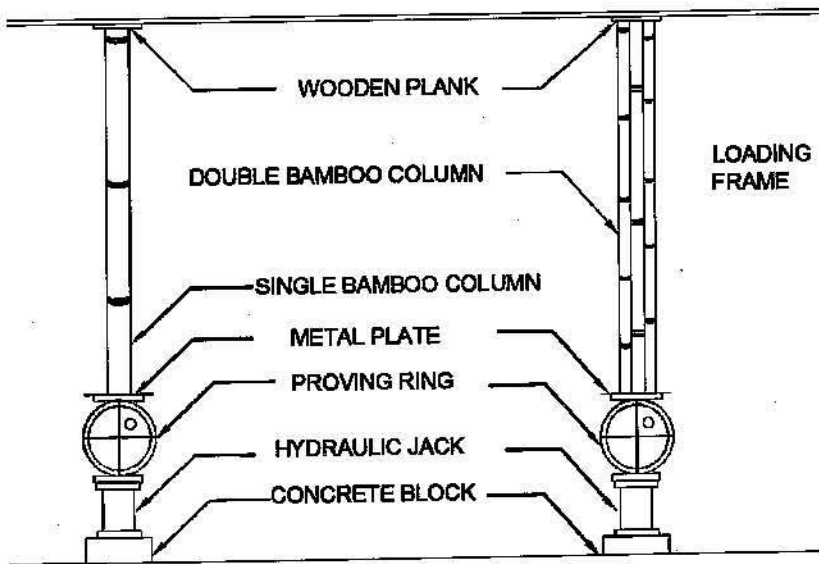 WOODEN PLANK
DOUBLE BAMBOO COLUMN
LOADING
FRAME
SINGLE BAMBOO COLUMN
METAL PLATE
PROVING RING
HYDRAULIC JACK
CONCRETE BLOCK